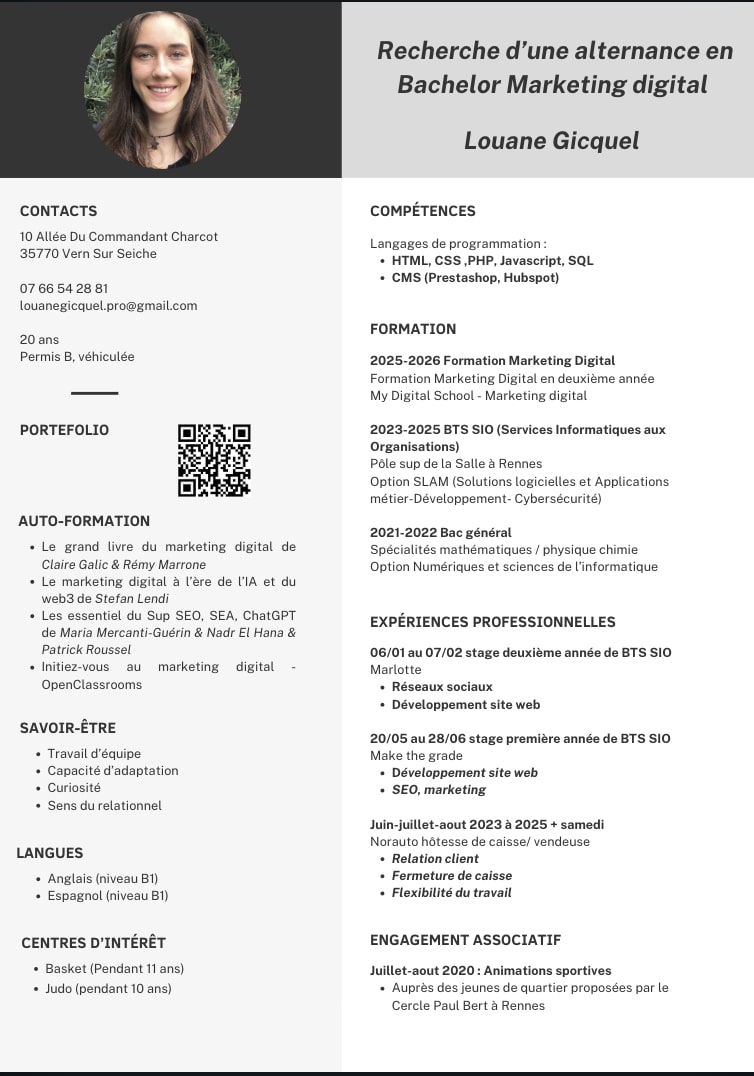 Recherche d'une alternance en
Bachelor Marketing digital
Louane Gicquel
CONTACTS
10 Allée Du Commandant Charcot
35770 Vern Sur Seiche
07 66 54 28 81
louanegicquel.pro@gmail.com
20 ans
Permis B, véhiculée
PORTEFOLIO
AUTO-FORMATION
• Le grand livre du marketing digital de
Claire Galic & Rémy Marrone
• Le marketing digital à l'ère de l'IA et du
web3 de Stefan Lendi
• Les essentiel du Sup SEO, SEA, ChatGPT
de Maria Mercanti-Guérin & Nadr El Hana &
Patrick Roussel
• Initiez-vous au marketing digital -
OpenClassrooms
SAVOIR-ÊTRE
• Travail d'équipe
• Capacité d'adaptation
• Curiosité
• Sens du relationnel
LANGUES
• Anglais (niveau B1)
• Espagnol (niveau B1)
CENTRES D'INTÉRÊT
• Basket (Pendant 11 ans)
• Judo (pendant 10 ans)
COMPÉTENCES
Langages de programmation :
• HTML, CSS ,PHP, Javascript, SQL
• CMS (Prestashop, Hubspot)
FORMATION
2025-2026 Formation Marketing Digital
Formation Marketing Digital en deuxième année
My Digital School - Marketing digital
2023-2025 BTS SIO (Services Informatiques aux
Organisations)
Pôle sup de la Salle à Rennes
Option SLAM (Solutions logicielles et Applications
métier-Développement- Cybersécurité)
2021-2022 Bac général
Spécialités mathématiques / physique chimie
Option Numériques et sciences de l'informatique
EXPÉRIENCES PROFESSIONNELLES
06/01 au 07/02 stage deuxième année de BTS SIO
Marlotte
• Réseaux sociaux
• Développement site web
20/05 au 28/06 stage première année de BTS SIO
Make the grade
• Développement site web
• SEO, marketing
Juin-juillet-aout 2023 à 2025 + samedi
Norauto hôtesse de caisse/ vendeuse
• Relation client
• Fermeture de caisse
• Flexibilité du travail
ENGAGEMENT ASSOCIATIF
Juillet-aout 2020 : Animations sportives
• Auprès des jeunes de quartier proposées par le
Cercle Paul Bert à Rennes